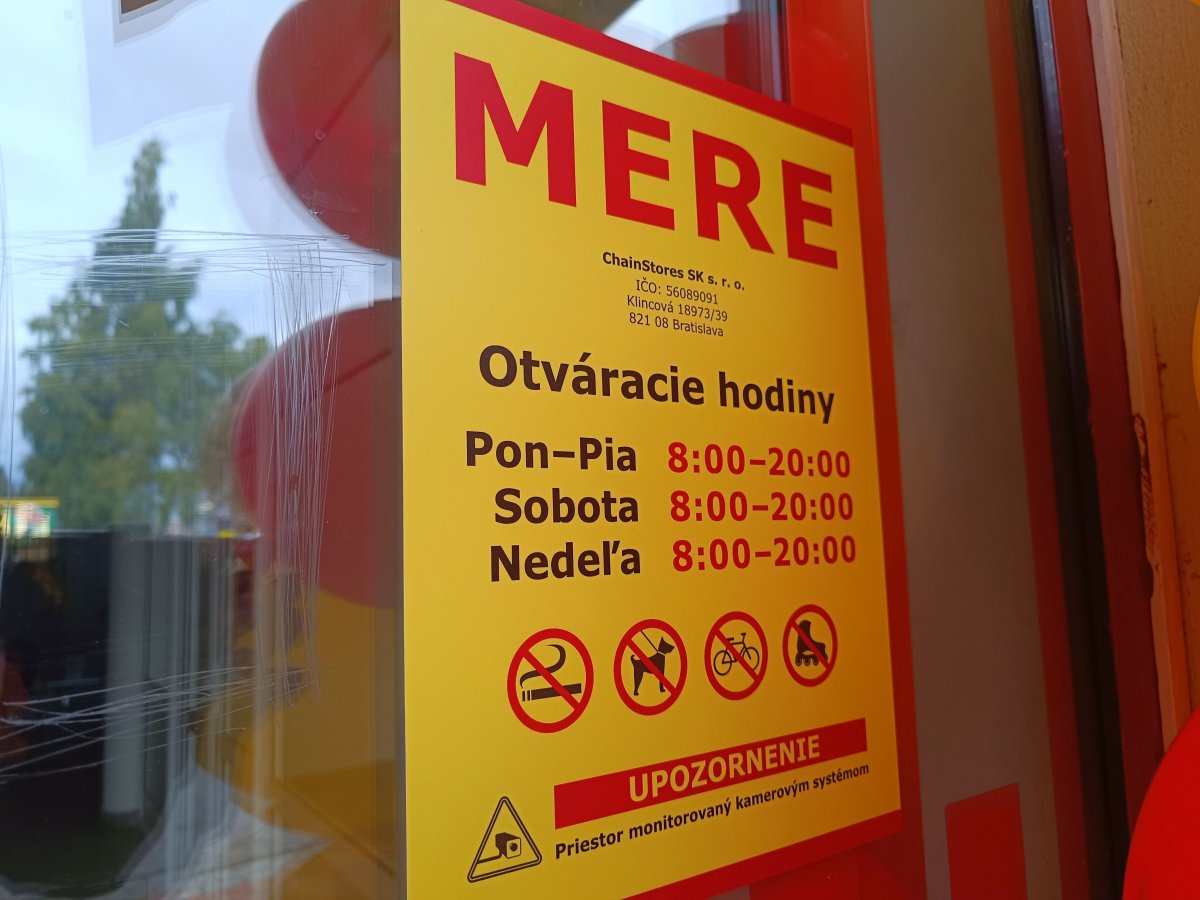 MERE
ChainStores SK s. r. o.
IČO: 56089091
Klincová 18973/39
821 08 Bratislava
Otváracie hodiny
Pon–Pia 8:00–20:00
Sobota 8:00–20:00
Nedeľa 8:00–20:00
UPOZORNENIE
Priestor monitorovaný kamerovým systémom